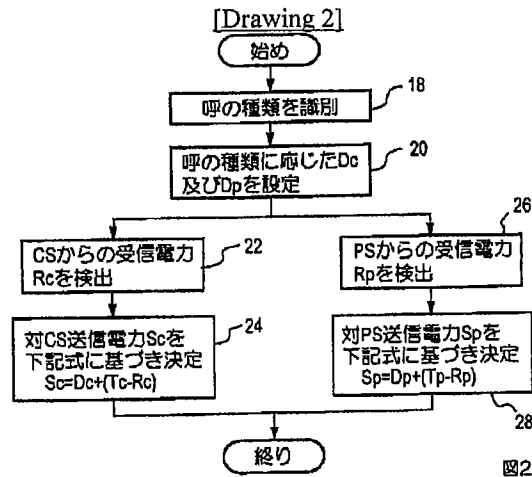 [Drawing 2]
始め
呼の種類を識別
18
呼の種類に応じたDc
及びDpを設定
20
CSからの受信電力
Rcを検出
22
PSからの受信電力
Rpを検出
26
対CS送信電力Scを
下記式に基づき決定
Sc=Dc+(Tc-Rc)
24
対PS送信電力Spを
下記式に基づき決定
Sp=Dp+(Tp-Rp)
28
終り
図2